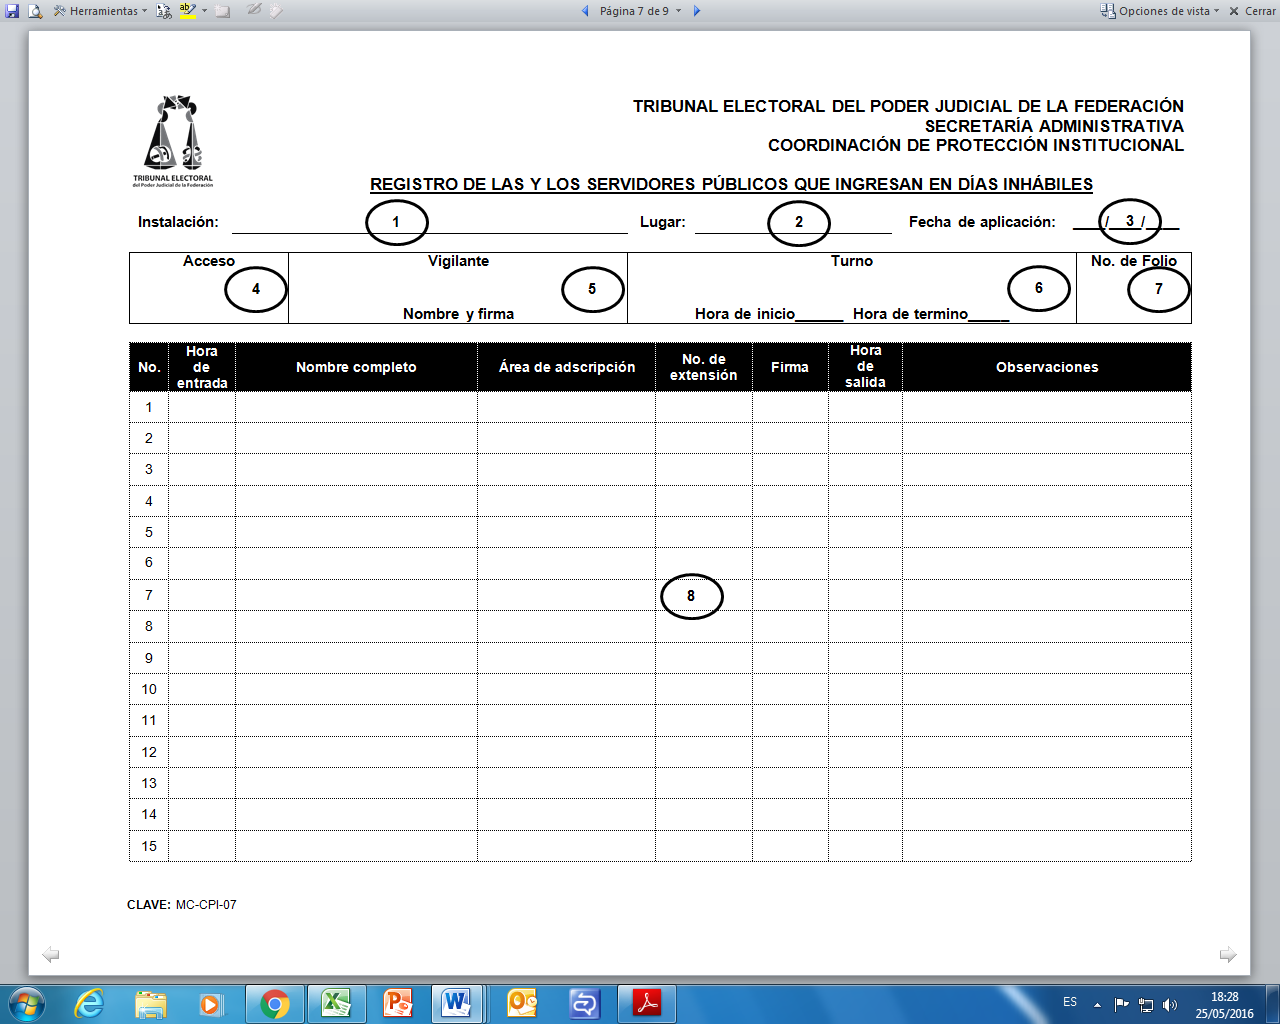 Herramientas
Página 7 de 9
Opciones de vista
Cerrar
TRIBUNAL ELECTORAL
del Poder Judicial de la Federación
TRIBUNAL ELECTORAL DEL PODER JUDICIAL DE LA FEDERACIÓN
SECRETARÍA ADMINISTRATIVA
COORDINACIÓN DE PROTECCIÓN INSTITUCIONAL
REGISTRO DE LAS Y LOS SERVIDORES PÚBLICOS QUE INGRESAN EN DÍAS INHÁBILES
Instalación: 1 Lugar: 2 Fecha de aplicación: ____/ 3 /____
Acceso Vigilante Turno No. de Folio
4 5 6 7
Nombre y firma Hora de inicio______ Hora de termino_____
No. Hora de entrada Nombre completo Área de adscripción No. de extensión Firma Hora de salida Observaciones
1
2
3
4
5
6
7 8
8
9
10
11
12
13
14
15
CLAVE: MC-CPI-07
ES
18:28
25/05/2016